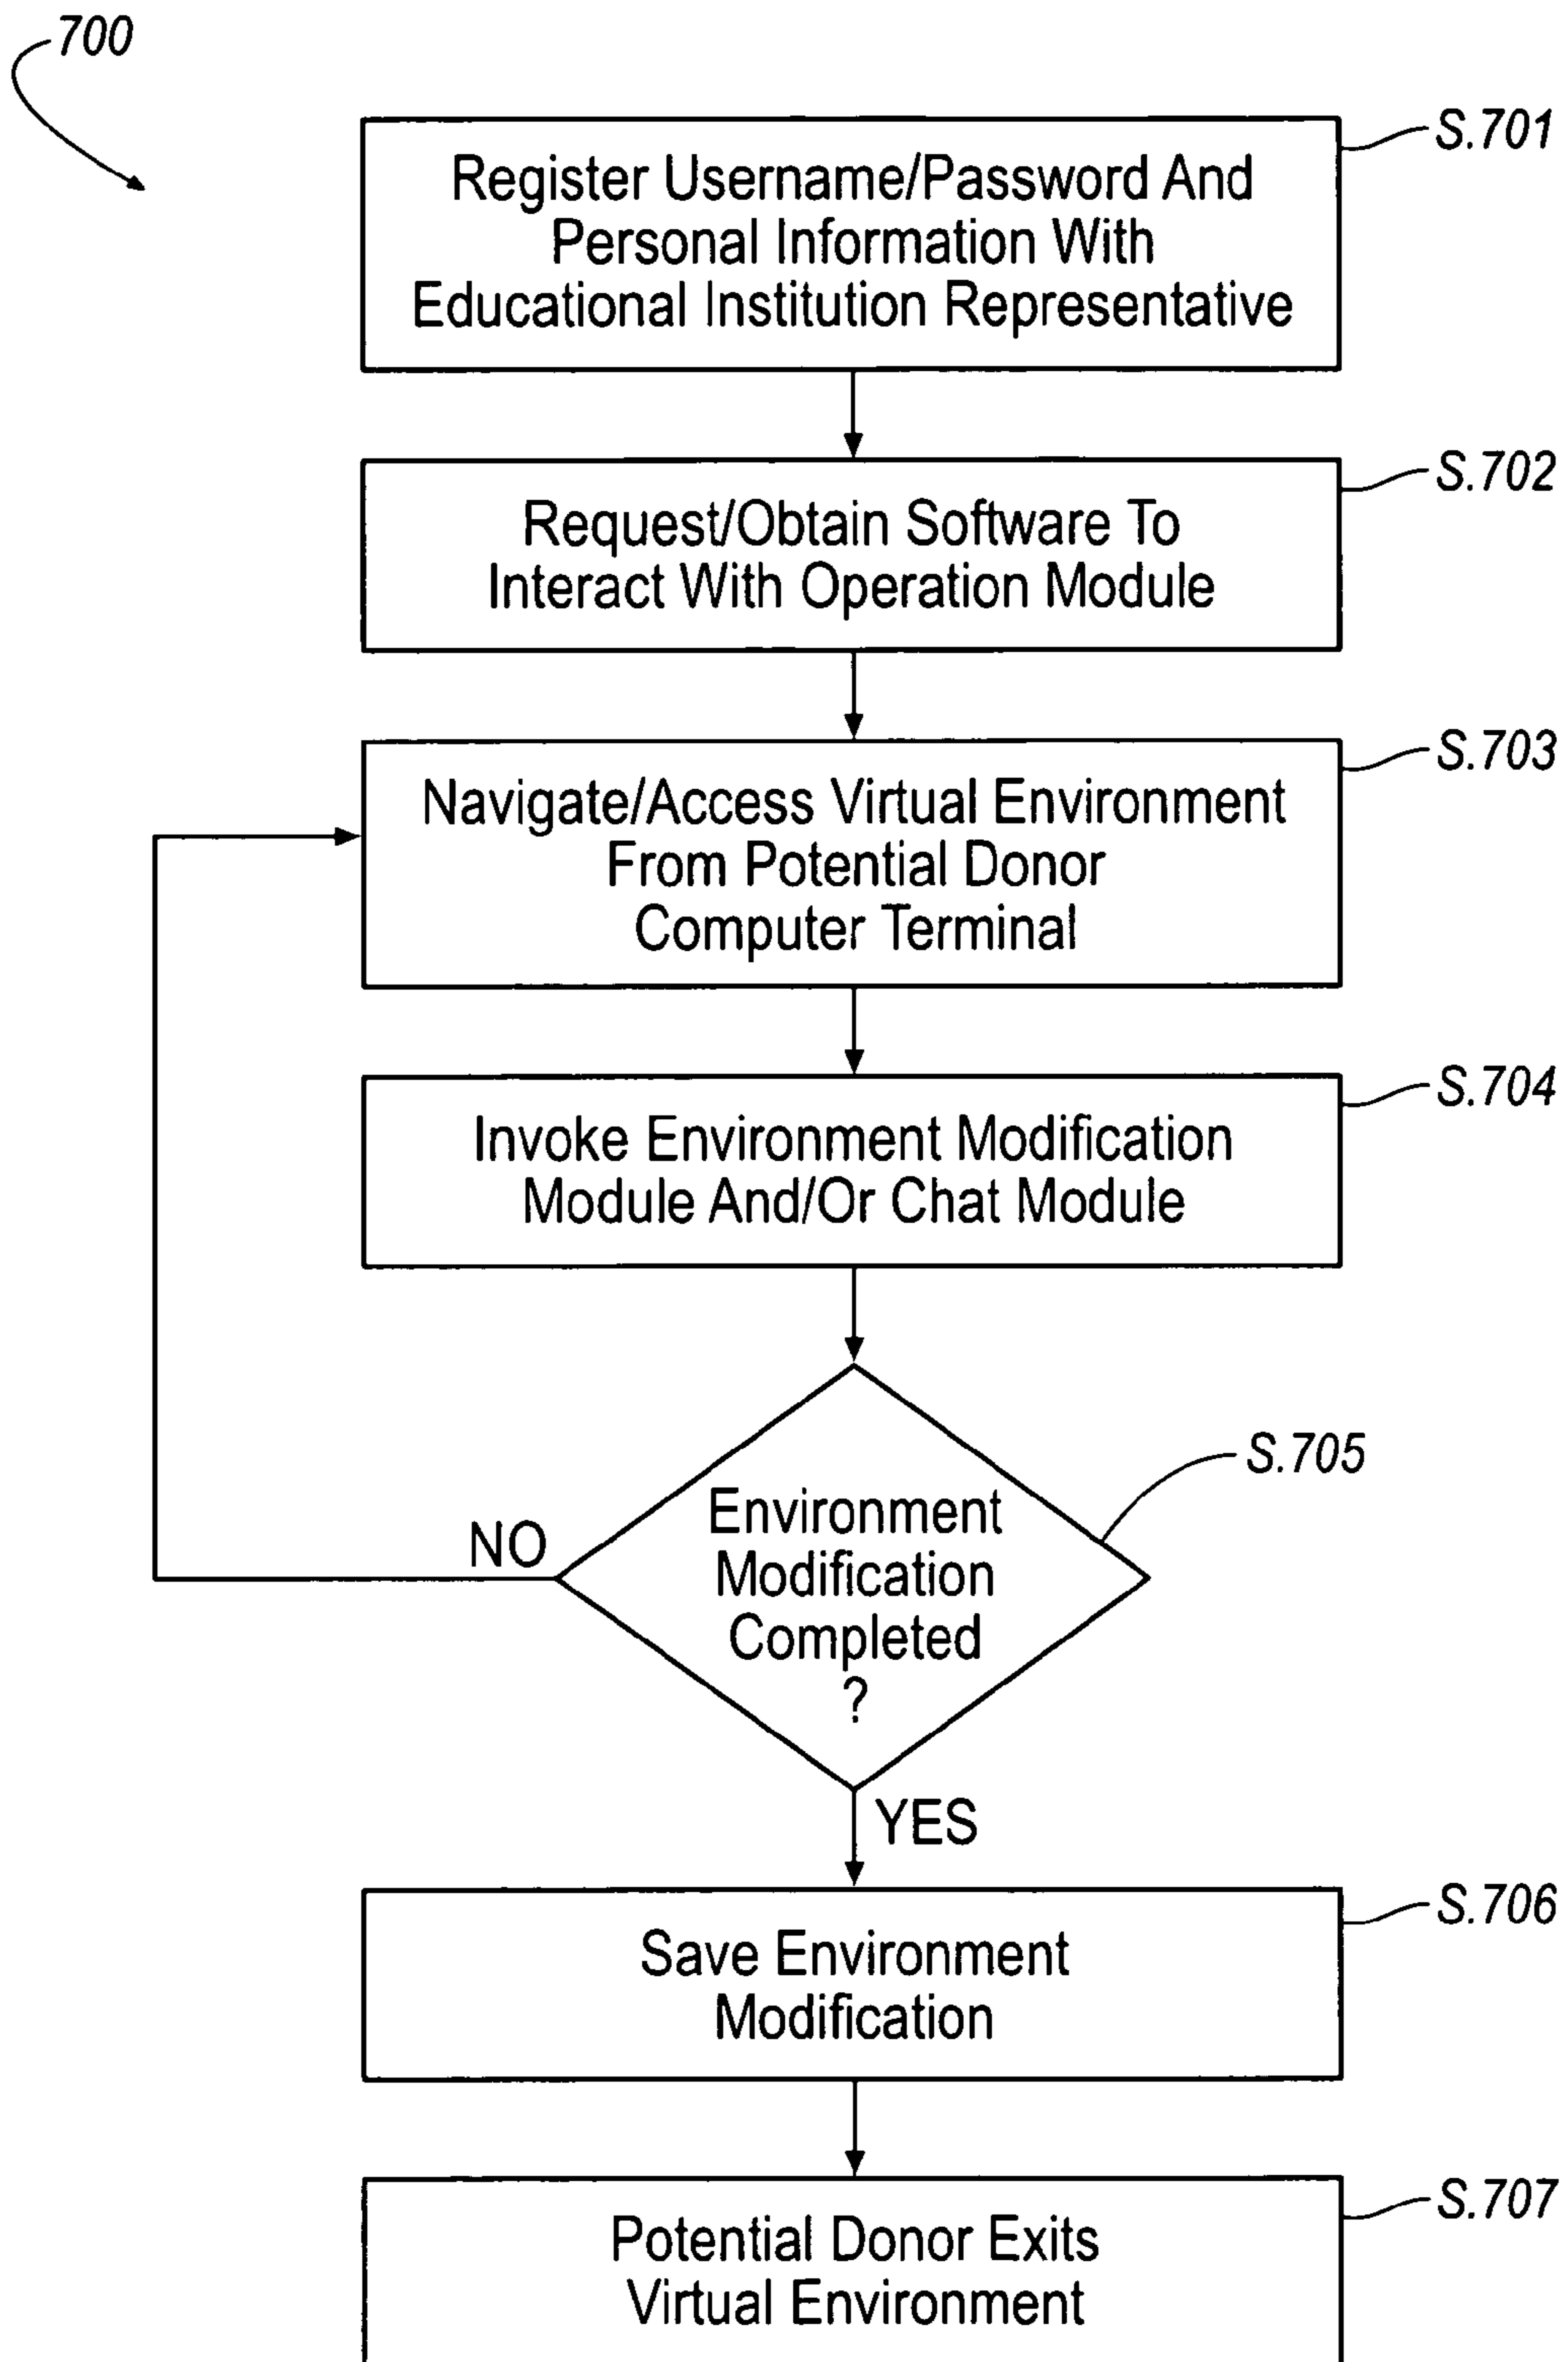 700
S.701
Register Username/Password And
Personal Information With
Educational Institution Representative
S.702
Request/Obtain Software To
Interact With Operation Module
S.703
Navigate/Access Virtual Environment
From Potential Donor
Computer Terminal
S.704
Invoke Environment Modification
Module And/Or Chat Module
S.705
Environment
Modification
Completed
?
NO
YES
S.706
Save Environment
Modification
S.707
Potential Donor Exits
Virtual Environment